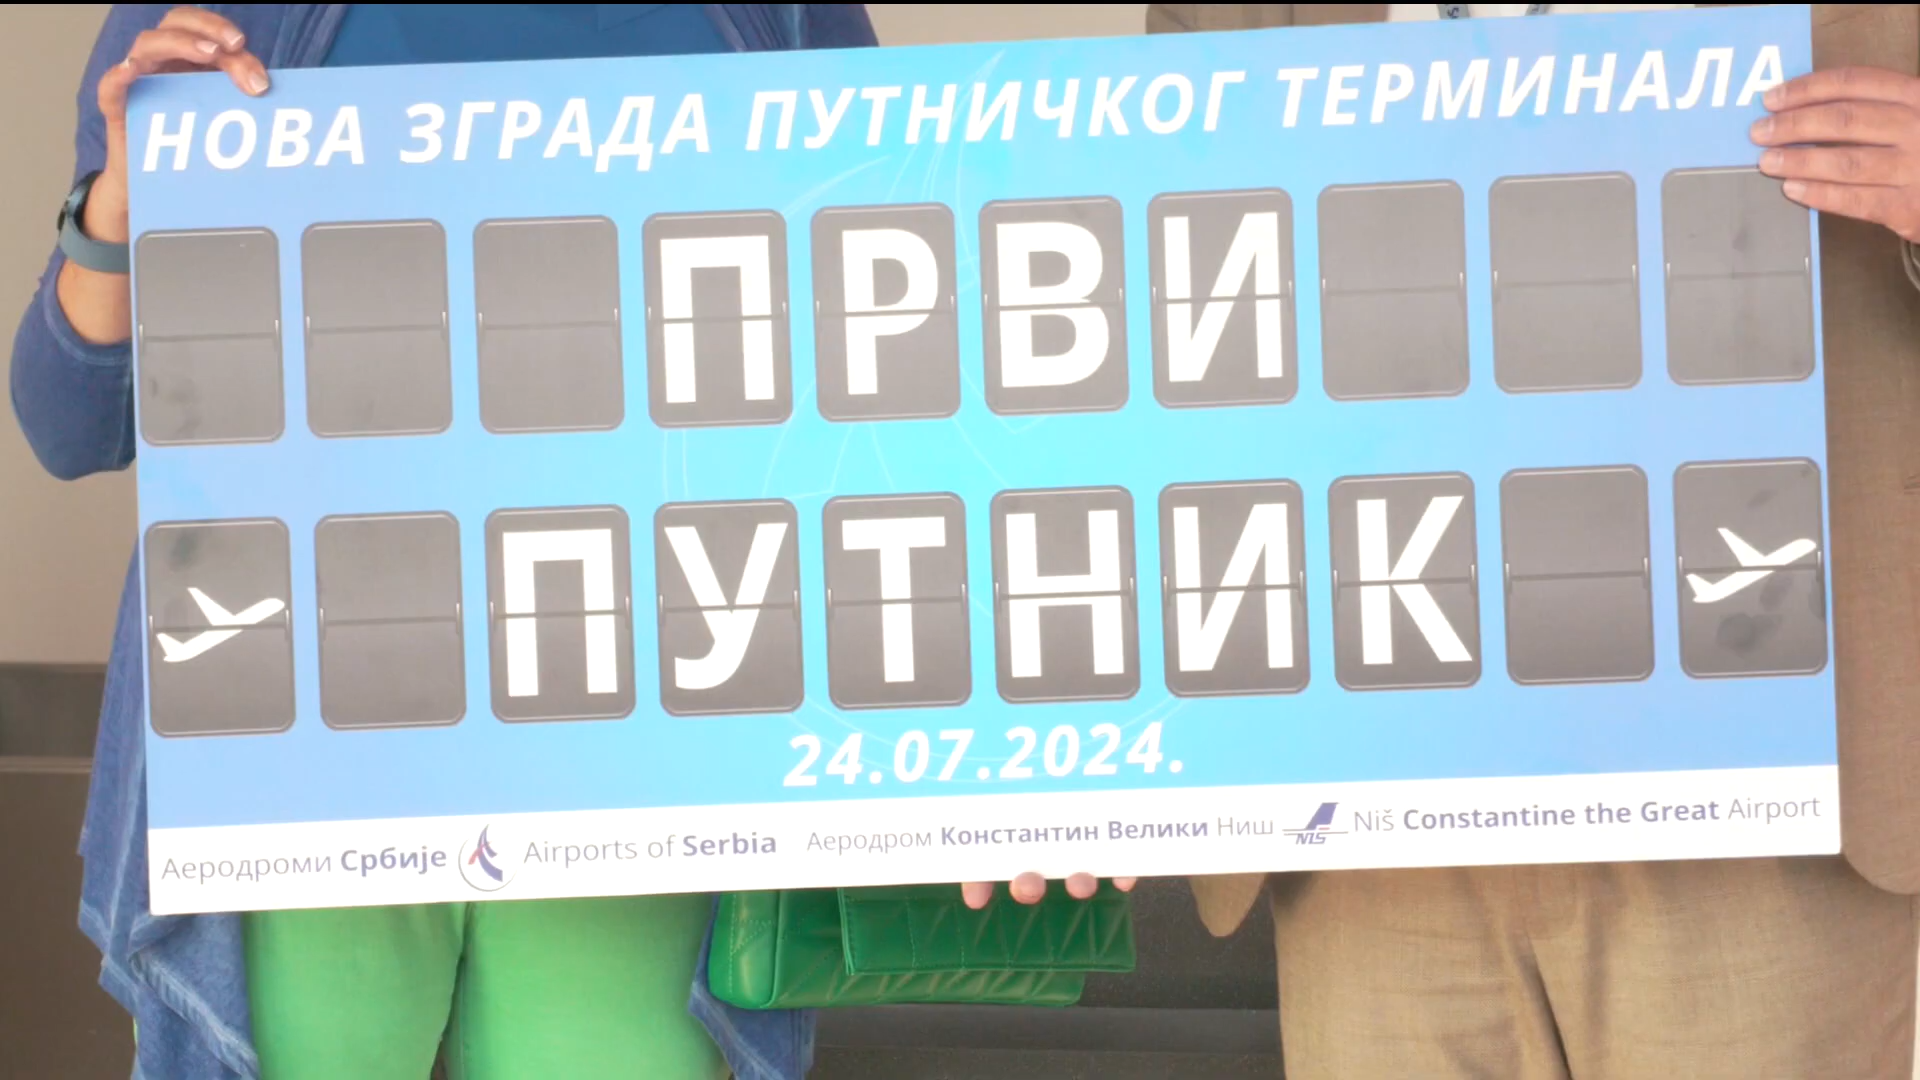 НОВА ЗГРАДА ПУТНИЧКОГ ТЕРМИНАЛА
ПРВИ
ПУТНИК
24.07.2024.
Аеродроми Србије Airports of Serbia Аеродром Константин Велики Ниш NIS Niš Constantine the Great Airport